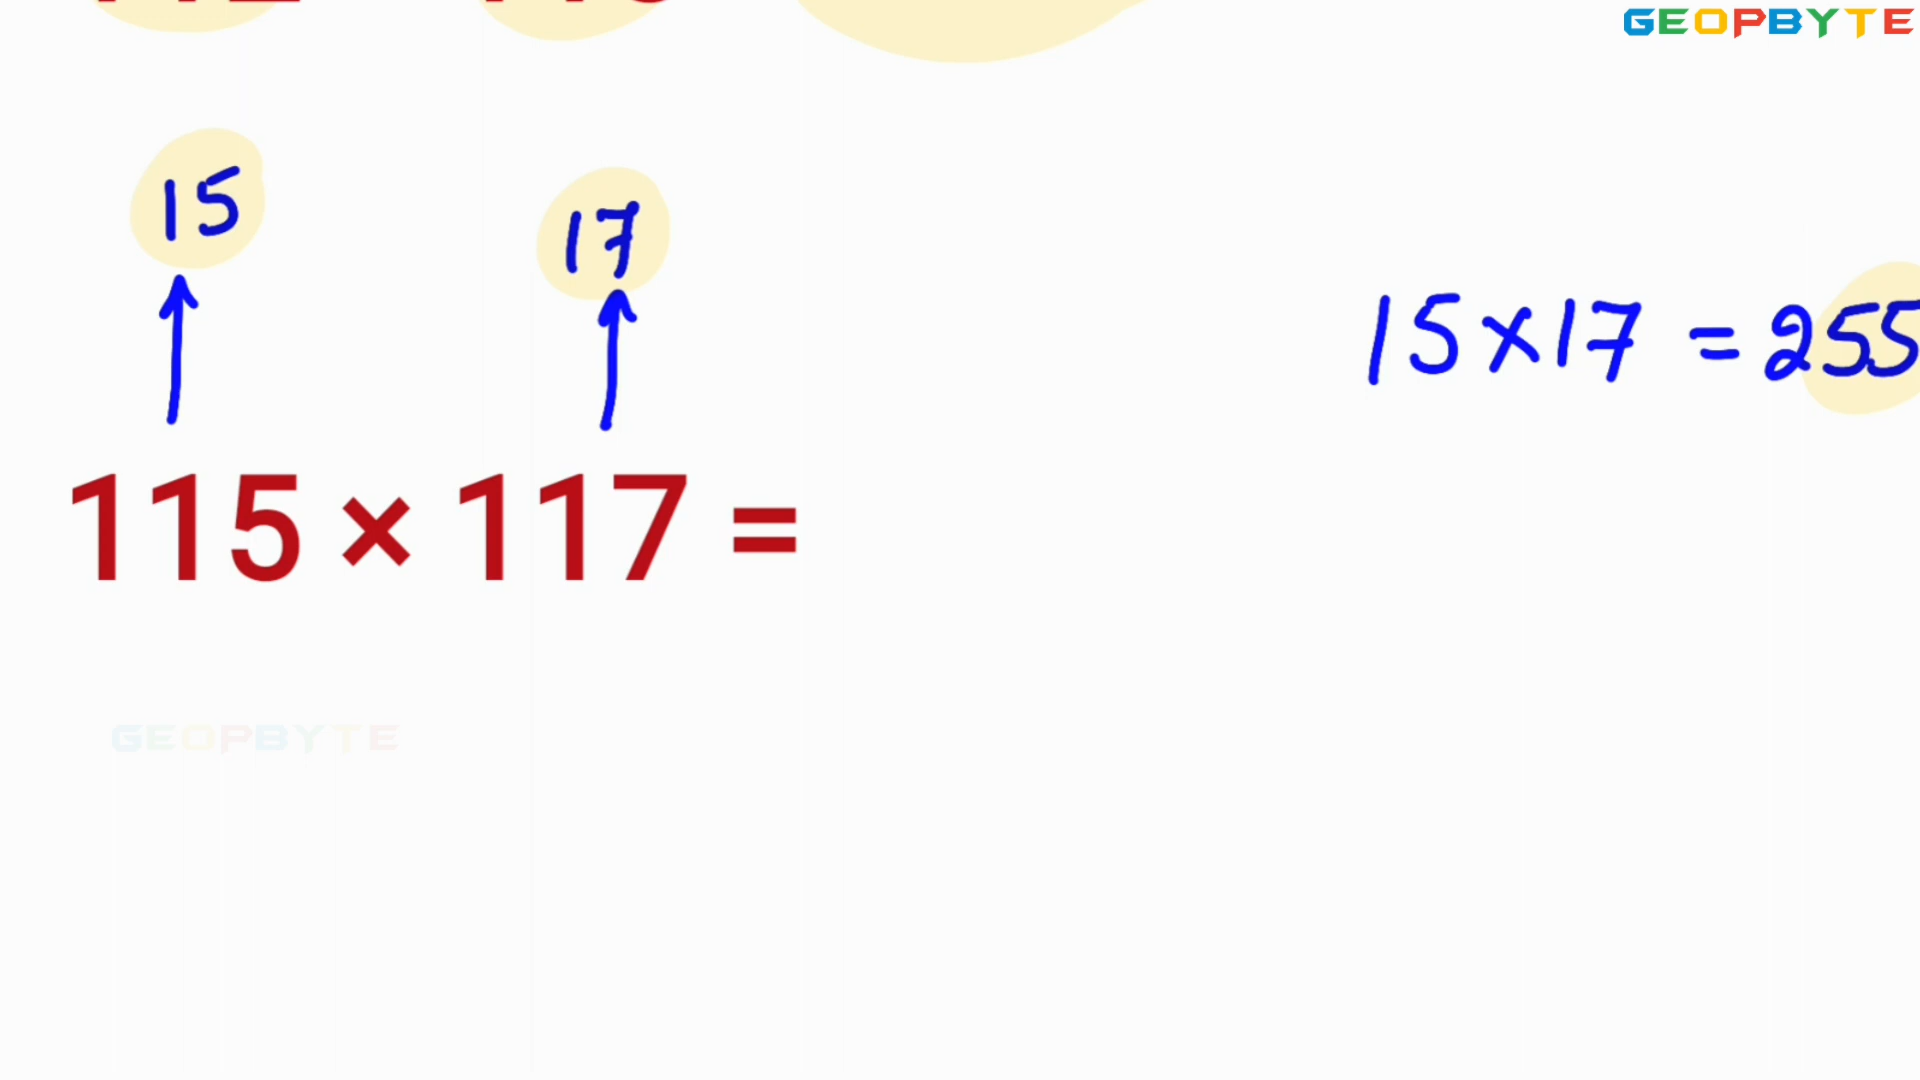 GEOPBYTE
15
17
15×17 = 255
115 × 117 =
GEOPBYTE